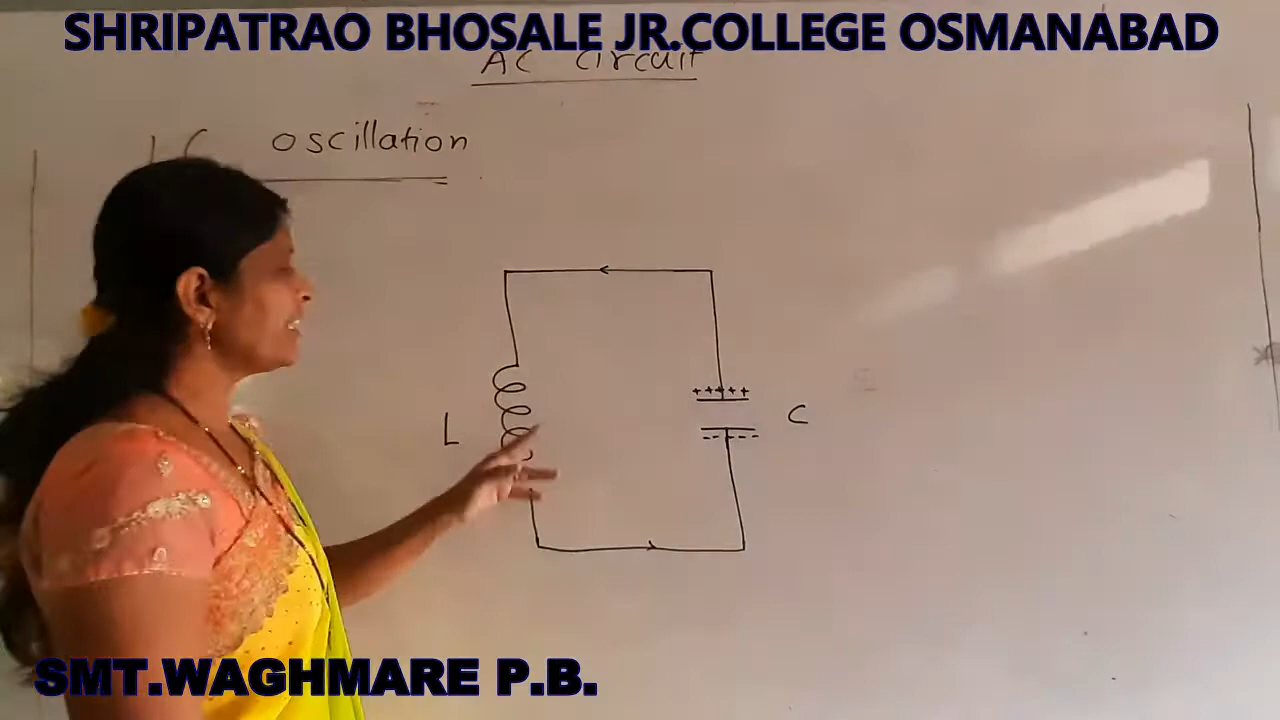 SHRIPATRAO BHOSALE JR.COLLEGE OSMANABAD
AC circuit
LC oscillation
++++
L
C
-----
SMT.WAGHMARE P.B.